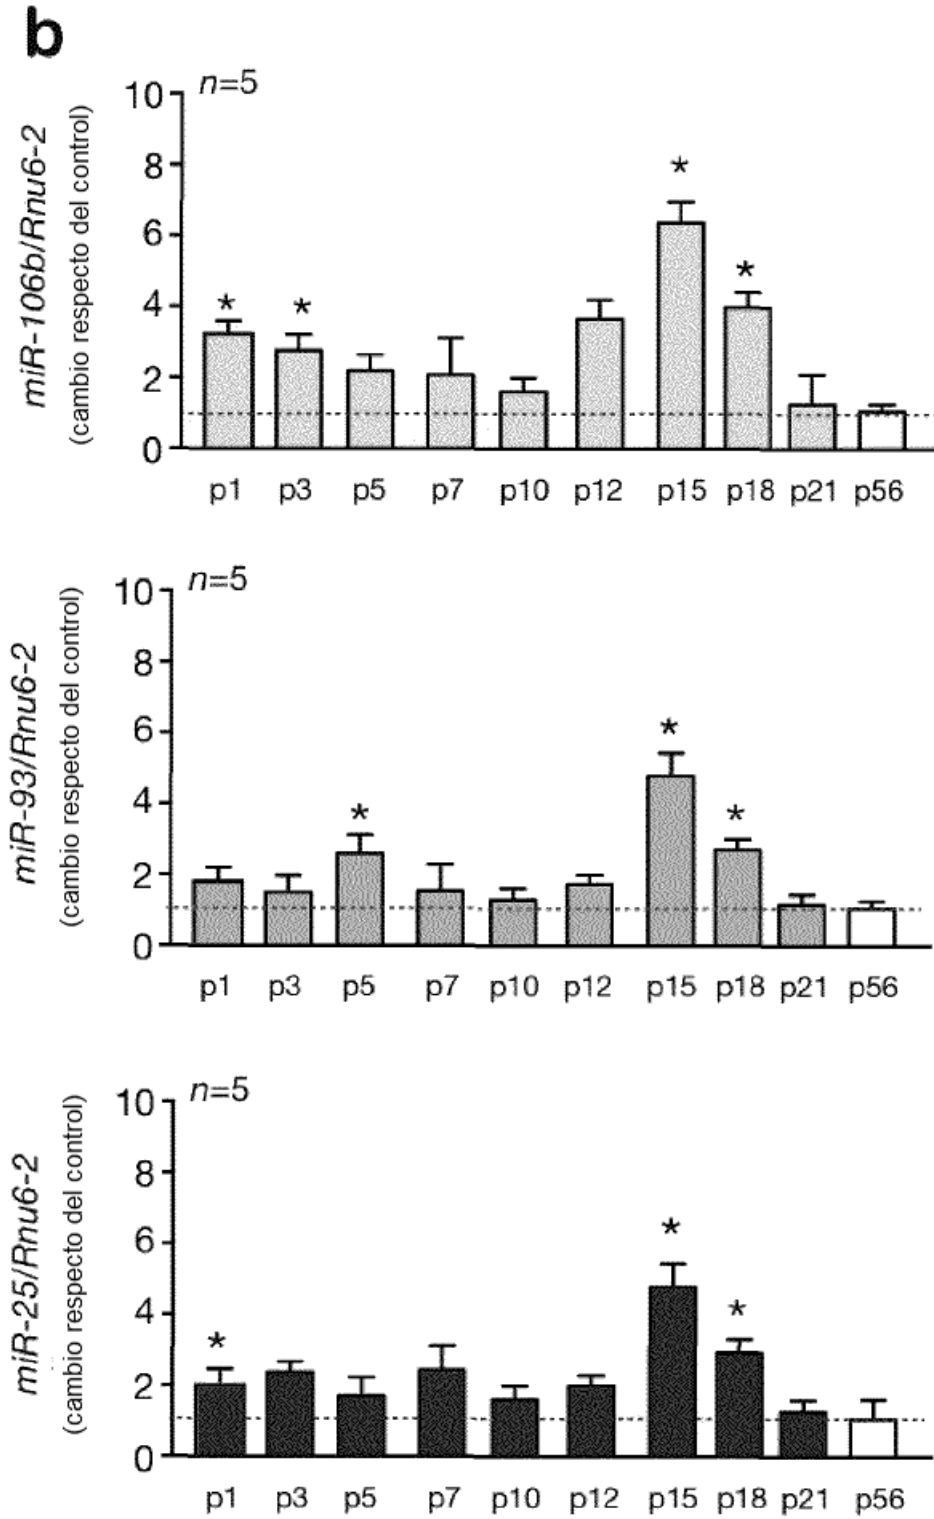 b
n=5
miR-106b/Rnu6-2
(cambio respecto del control)
10
8
6
4
2
0
* * * *
p1 p3 p5 p7 p10 p12 p15 p18 p21 p56
n=5
miR-93/Rnu6-2
(cambio respecto del control)
10
8
6
4
2
0
* * *
p1 p3 p5 p7 p10 p12 p15 p18 p21 p56
n=5
miR-25/Rnu6-2
(cambio respecto del control)
10
8
6
4
2
0
* * *
p1 p3 p5 p7 p10 p12 p15 p18 p21 p56